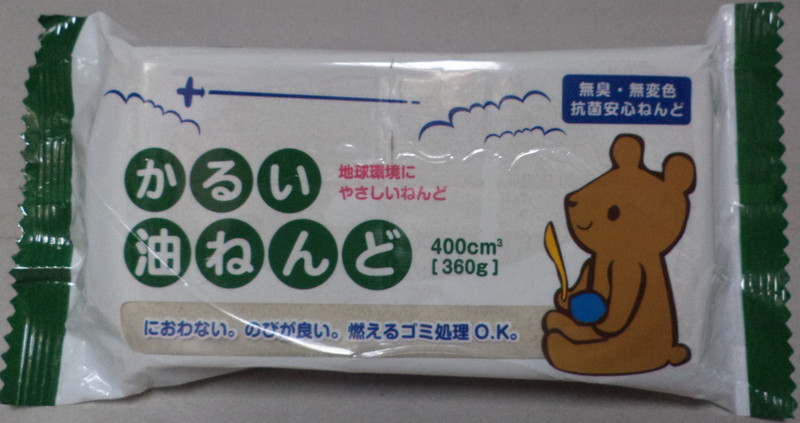 無臭・無変色
抗菌安心ねんど
かるい
地球環境に
やさしいねんど
油ねんど
400cm³
[360g]
におわない。のびが良い。燃えるゴミ処理O.K。